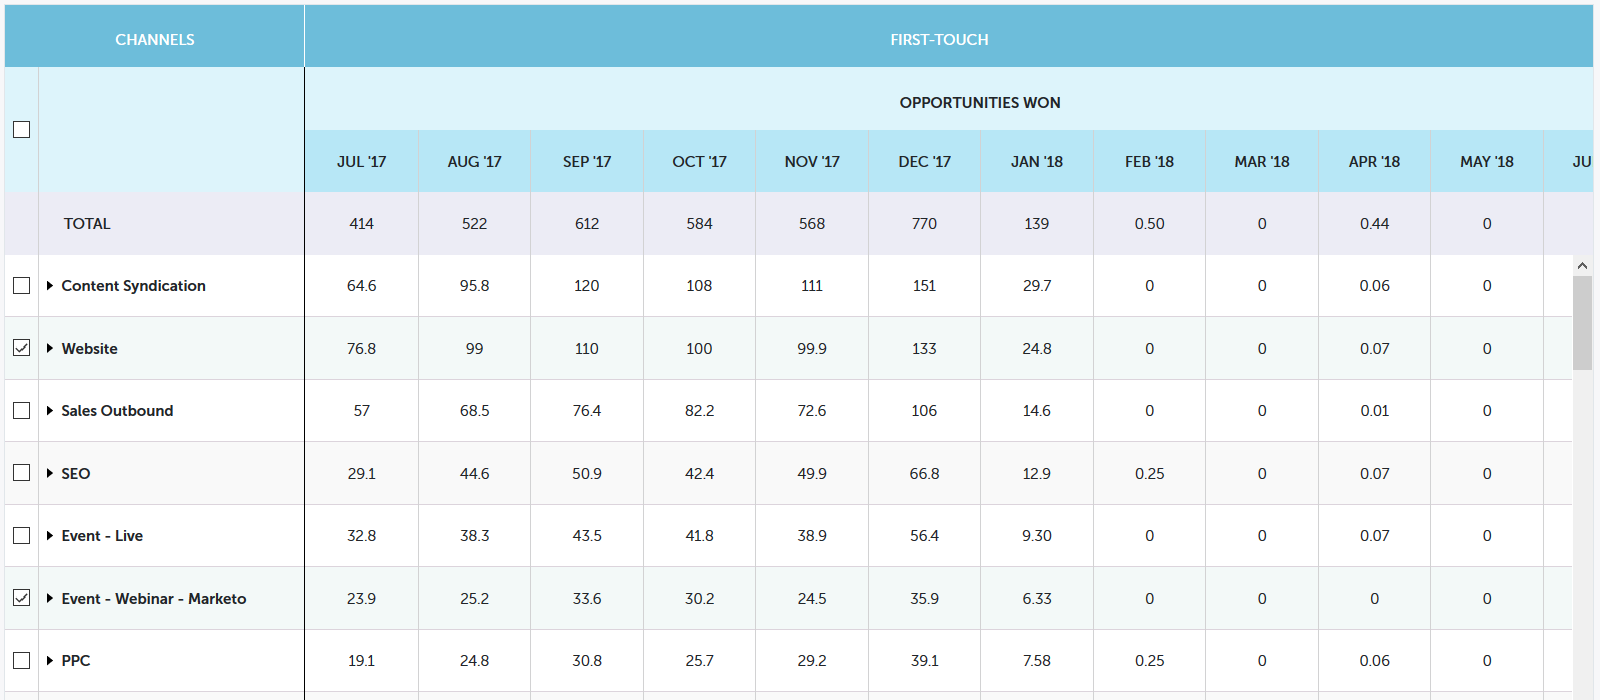 CHANNELS FIRST-TOUCH
OPPORTUNITIES WON
JUL '17 AUG '17 SEP '17 OCT '17 NOV '17 DEC '17 JAN '18 FEB '18 MAR '18 APR '18 MAY '18 JU
TOTAL 414 522 612 584 568 770 139 0.50 0 0.44 0
Content Syndication 64.6 95.8 120 108 111 151 29.7 0 0 0.06 0
Website 76.8 99 110 100 99.9 133 24.8 0 0 0.07 0
Sales Outbound 57 68.5 76.4 82.2 72.6 106 14.6 0 0 0.01 0
SEO 29.1 44.6 50.9 42.4 49.9 66.8 12.9 0.25 0 0.07 0
Event - Live 32.8 38.3 43.5 41.8 38.9 56.4 9.30 0 0 0.07 0
Event - Webinar - Marketo 23.9 25.2 33.6 30.2 24.5 35.9 6.33 0 0 0 0
PPC 19.1 24.8 30.8 25.7 29.2 39.1 7.58 0.25 0 0.06 0